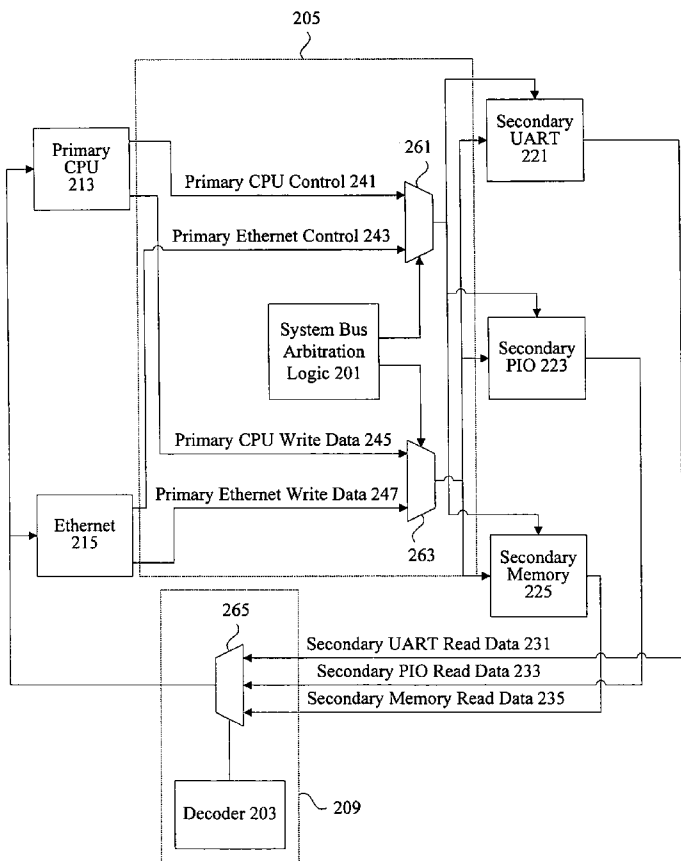 205
Primary
CPU
213
Secondary
UART
221
261
Primary CPU Control 241
Primary Ethernet Control 243
System Bus
Arbitration
Logic 201
Secondary
PIO 223
Primary CPU Write Data 245
Primary Ethernet Write Data 247
Ethernet
215
263
Secondary
Memory
225
265
Secondary UART Read Data 231
Secondary PIO Read Data 233
Secondary Memory Read Data 235
Decoder 203
209